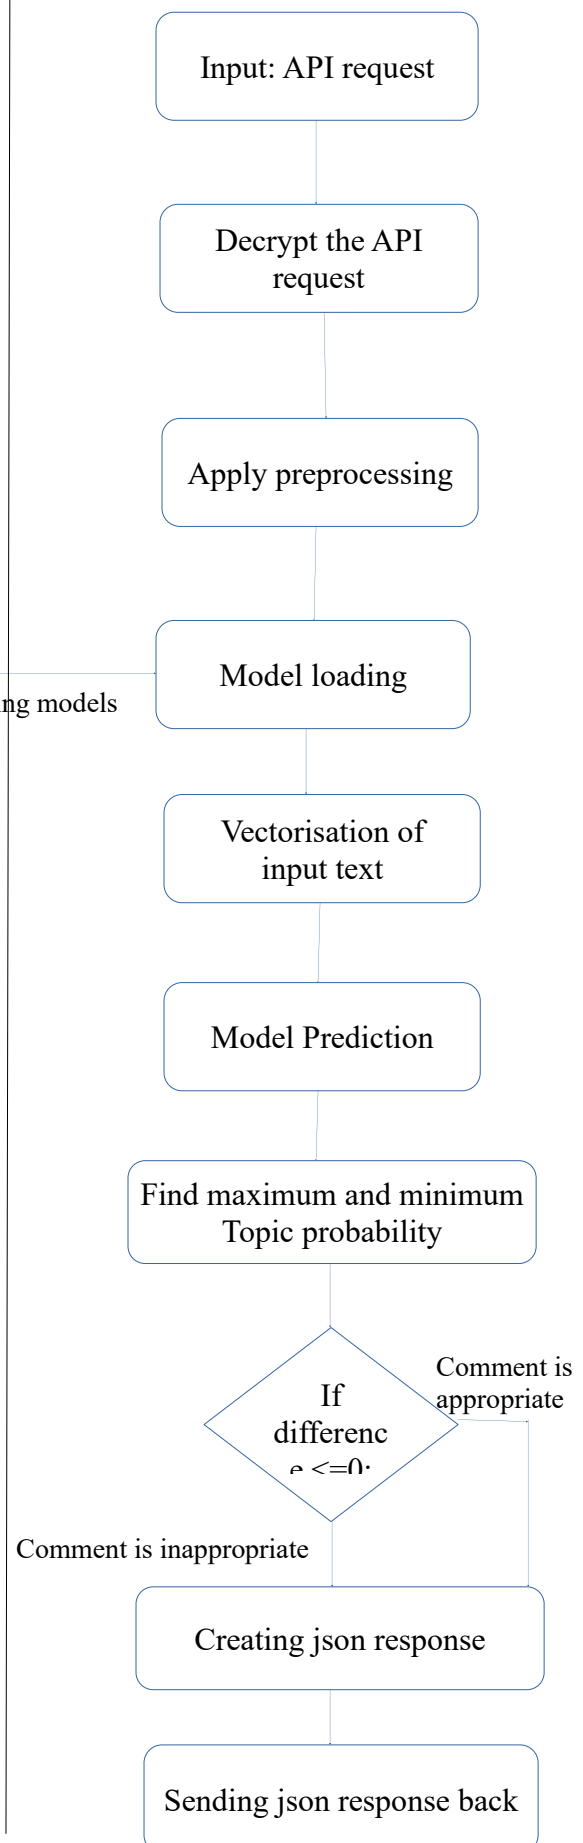 Input: API request
Decrypt the API
request
Apply preprocessing
Model loading
ng models
Vectorisation of
input text
Model Prediction
Find maximum and minimum
Topic probability
Comment is
appropriate
If
differenc
e <=0:
Comment is inappropriate
Creating json response
Sending json response back